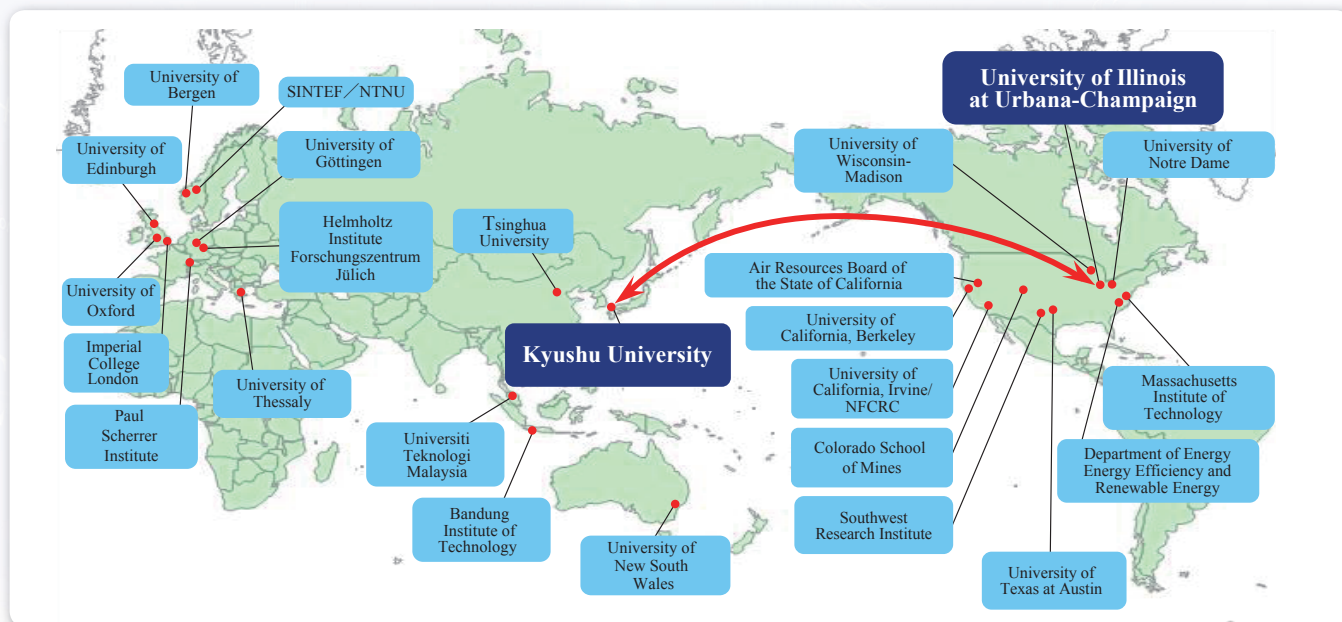 University of
Bergen
SINTEF／NTNU
University of Illinois
at Urbana-Champaign
University of
Edinburgh
University of
Göttingen
University of
Wisconsin-
Madison
University of
Notre Dame
Helmholtz
Institute
Forschungszentrum
Jülich
Tsinghua
University
Air Resources Board of
the State of California
University of
Oxford
University of
California, Berkeley
Kyushu University
Imperial
College
London
University of
Thessaly
University of
California, Irvine/
NFCRC
Massachusetts
Institute of
Technology
Paul
Scherrer
Institute
Universiti
Teknologi
Malaysia
Colorado School
of Mines
Department of Energy
Energy Efficiency and
Renewable Energy
Bandung
Institute of
Technology
Southwest
Research Institute
University of
New South
Wales
University of
Texas at Austin